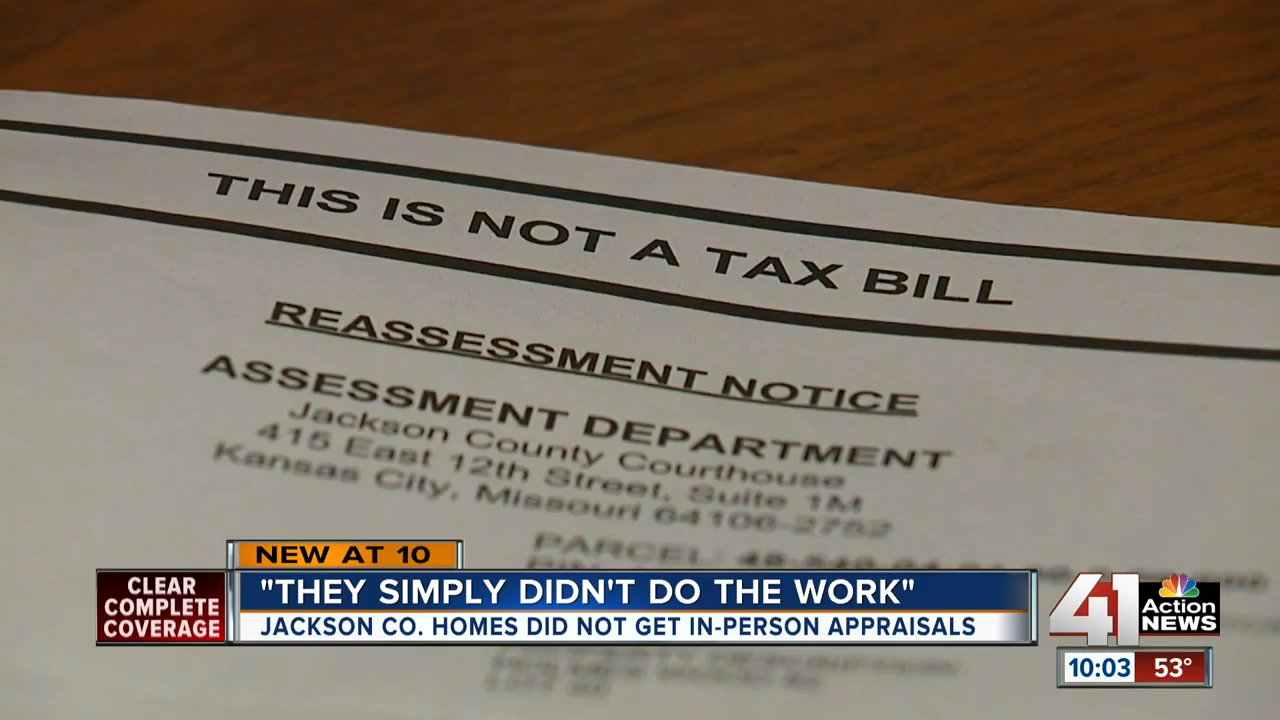 THIS IS NOT A TAX BILL
REASSESSMENT NOTICE
ASSESSMENT DEPARTMENT
Jackson County Courthouse
415 East 12th Street, Suite 1M
Kansas City, Missouri 64106-2752
PARCEL:
NEW AT 10
CLEAR
COMPLETE
COVERAGE
"THEY SIMPLY DIDN'T DO THE WORK"
JACKSON CO. HOMES DID NOT GET IN-PERSON APPRAISALS
41
Action
NEWS
10:03 53°